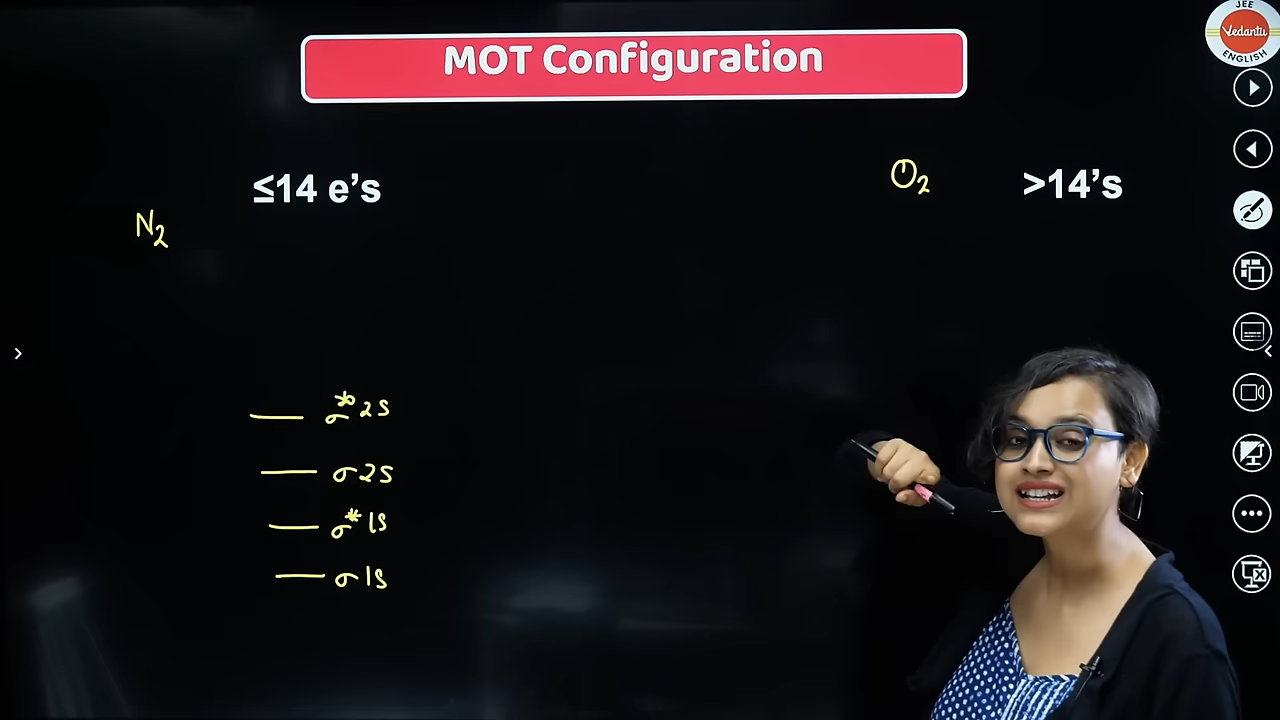 MOT Configuration
JEE
Vedantu
ENGLISH
≤14 e's
O₂
>14's
N₂
σ*2s
σ2s
σ*1s
σ1s